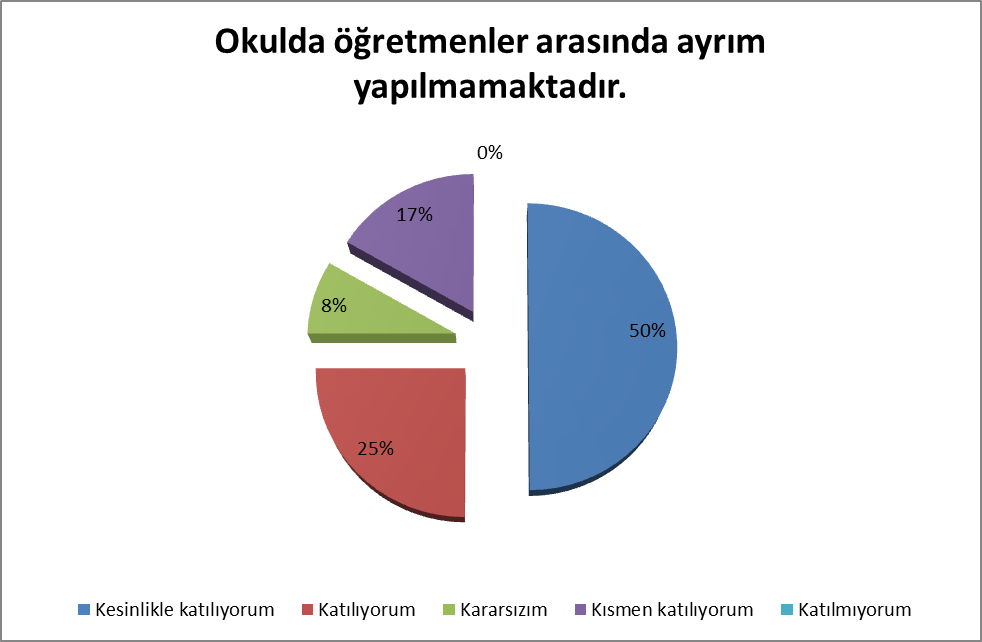 Okulda öğretmenler arasında ayrım
yapılmamaktadır.
0%
17%
8%
50%
25%
Kesinlikle katılıyorum Katılıyorum Kararsızım Kısmen katılıyorum Katılmıyorum